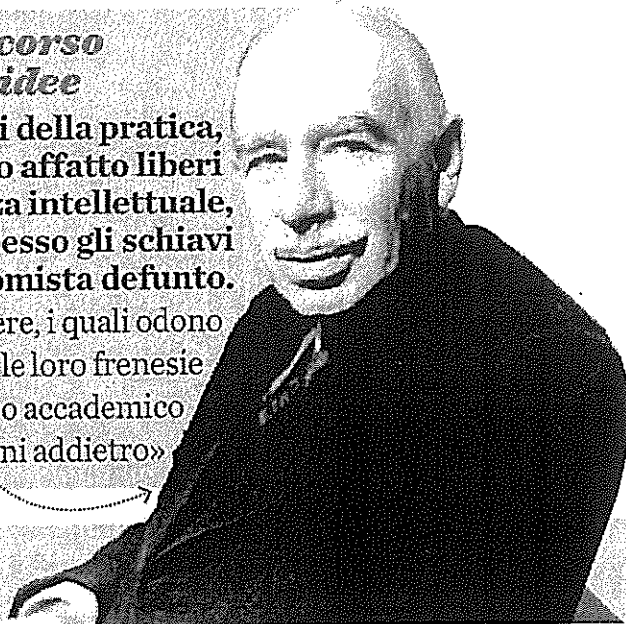 corso
idee
i della pratica,
o affatto liberi
za intellettuale,
esso gli schiavi
omista defunto.
ere, i quali odono
le loro frenesie
o accademico
ni addietro»